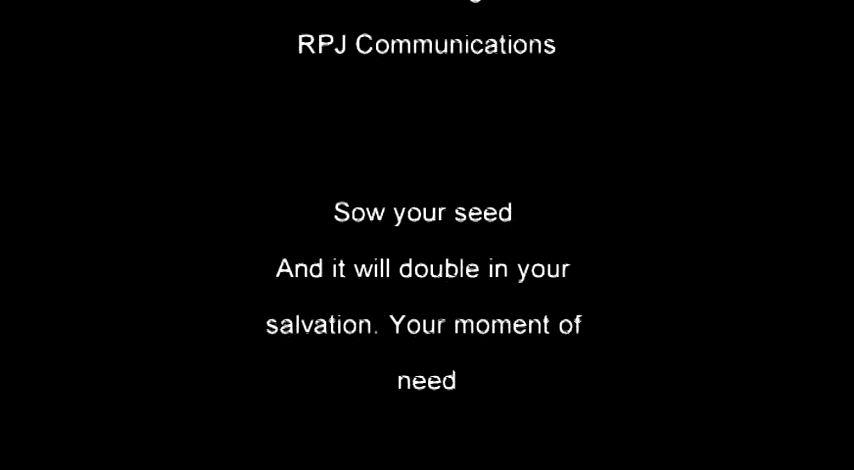 RPJ Communications
Sow your seed
And it will double in your
salvation. Your moment of
need